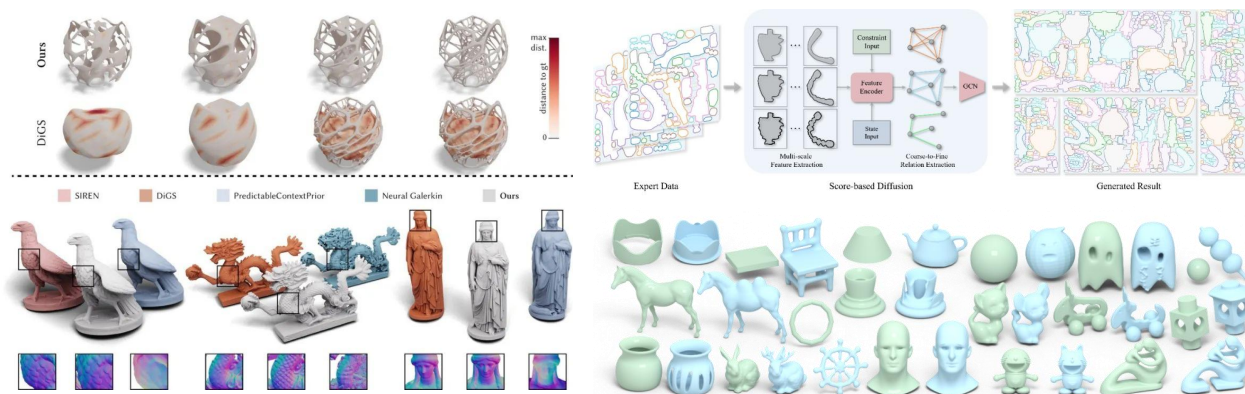 Ours
DiGS
max
dist.
distance to gt
0
SIREN
DiGS
PredictableContextPrior
Neural Galerkin
Ours
Constraint
Input
Feature
Encoder
State
Input
GCN
Multi-scale
Feature Extraction
Coarse-to-Fine
Relation Extraction
Expert Data
Score-based Diffusion
Generated Result